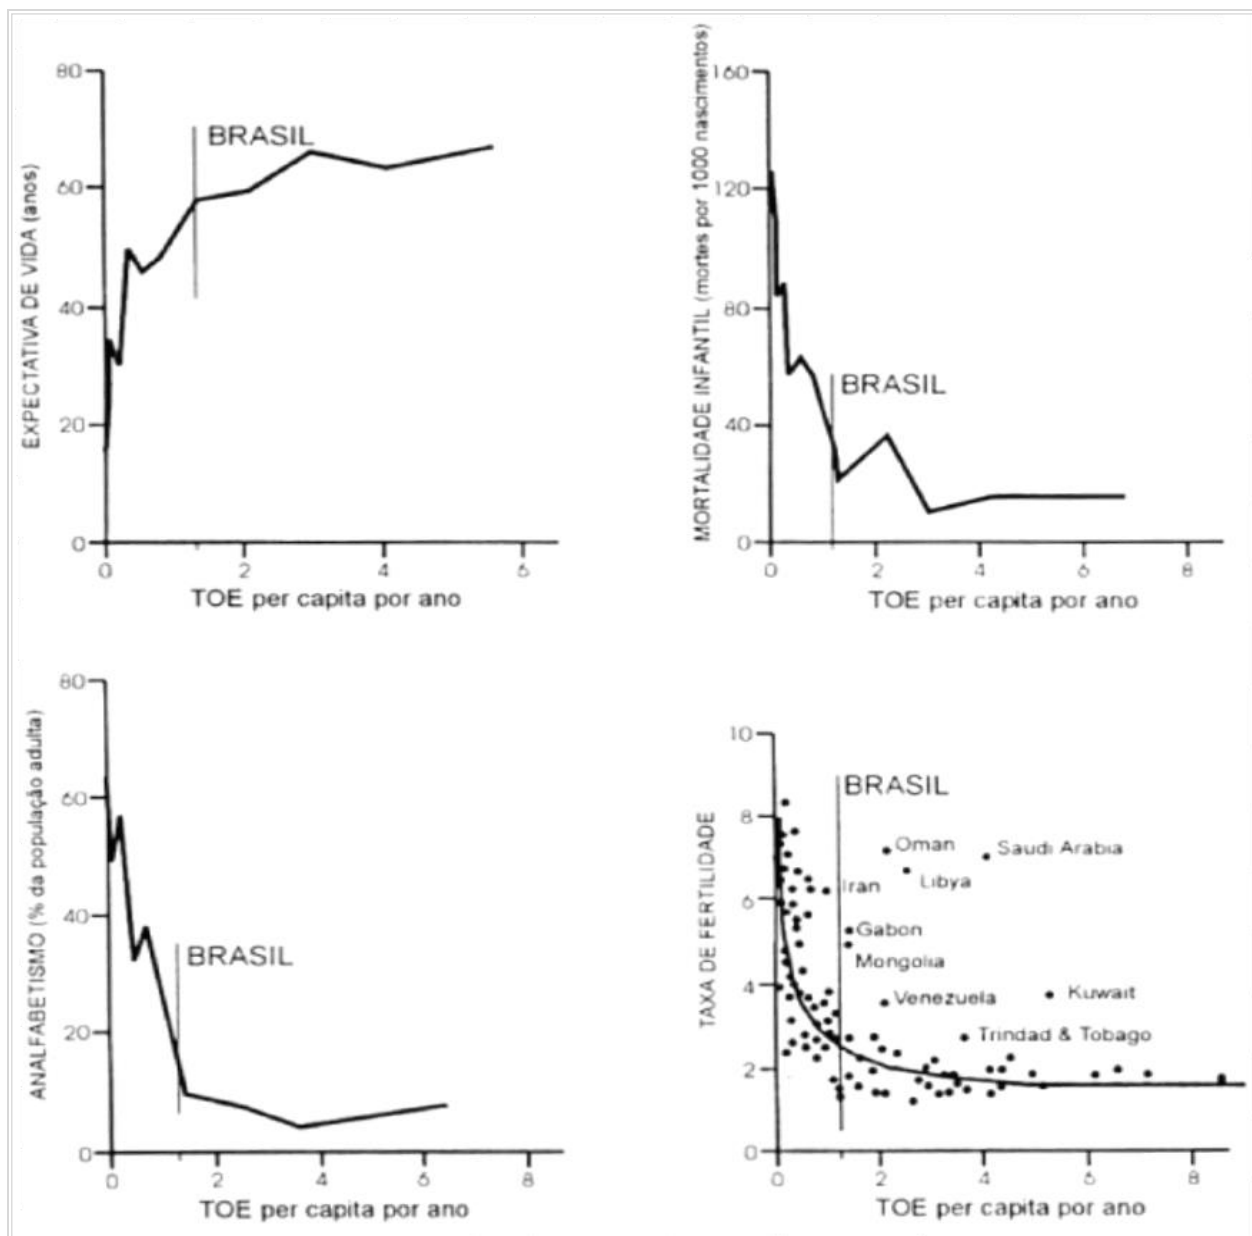 EXPECTATIVA DE VIDA (anos)
80
60
40
20
0
BRASIL
0 2 4 6
TOE per capita por ano
MORTALIDADE INFANTIL (mortes por 1000 nascimentos)
160
120
80
40
0
BRASIL
0 2 4 6 8
TOE per capita por ano
ANALFABETISMO (% da população adulta)
80
60
40
20
0
BRASIL
0 2 4 6 8
TOE per capita por ano
TAXA DE FERTILIDADE
10
8
6
4
2
0
BRASIL
Oman
Saudi Arabia
Iran
Libya
Gabon
Mongolia
Venezuela
Kuwait
Trindad & Tobago
0 2 4 6 8
TOE per capita por ano